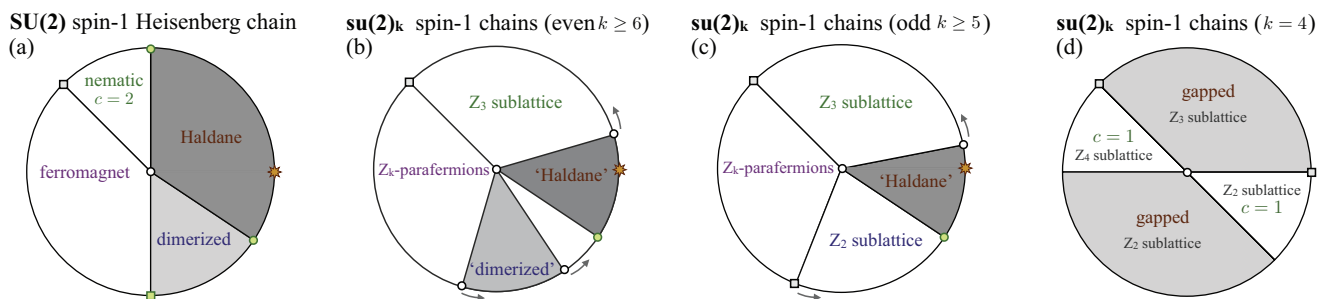 SU(2) spin-1 Heisenberg chain
(a)
nematic
c = 2
Haldane
ferromagnet
dimerized
su(2)ₖ spin-1 chains (even k ≥ 6)
(b)
Z₃ sublattice
Zₖ-parafermions
'Haldane'
'dimerized'
su(2)ₖ spin-1 chains (odd k ≥ 5)
(c)
Z₃ sublattice
Zₖ-parafermions
'Haldane'
Z₂ sublattice
su(2)ₖ spin-1 chains (k = 4)
(d)
gapped
Z₃ sublattice
c = 1
Z₄ sublattice
Z₂ sublattice
c = 1
gapped
Z₂ sublattice